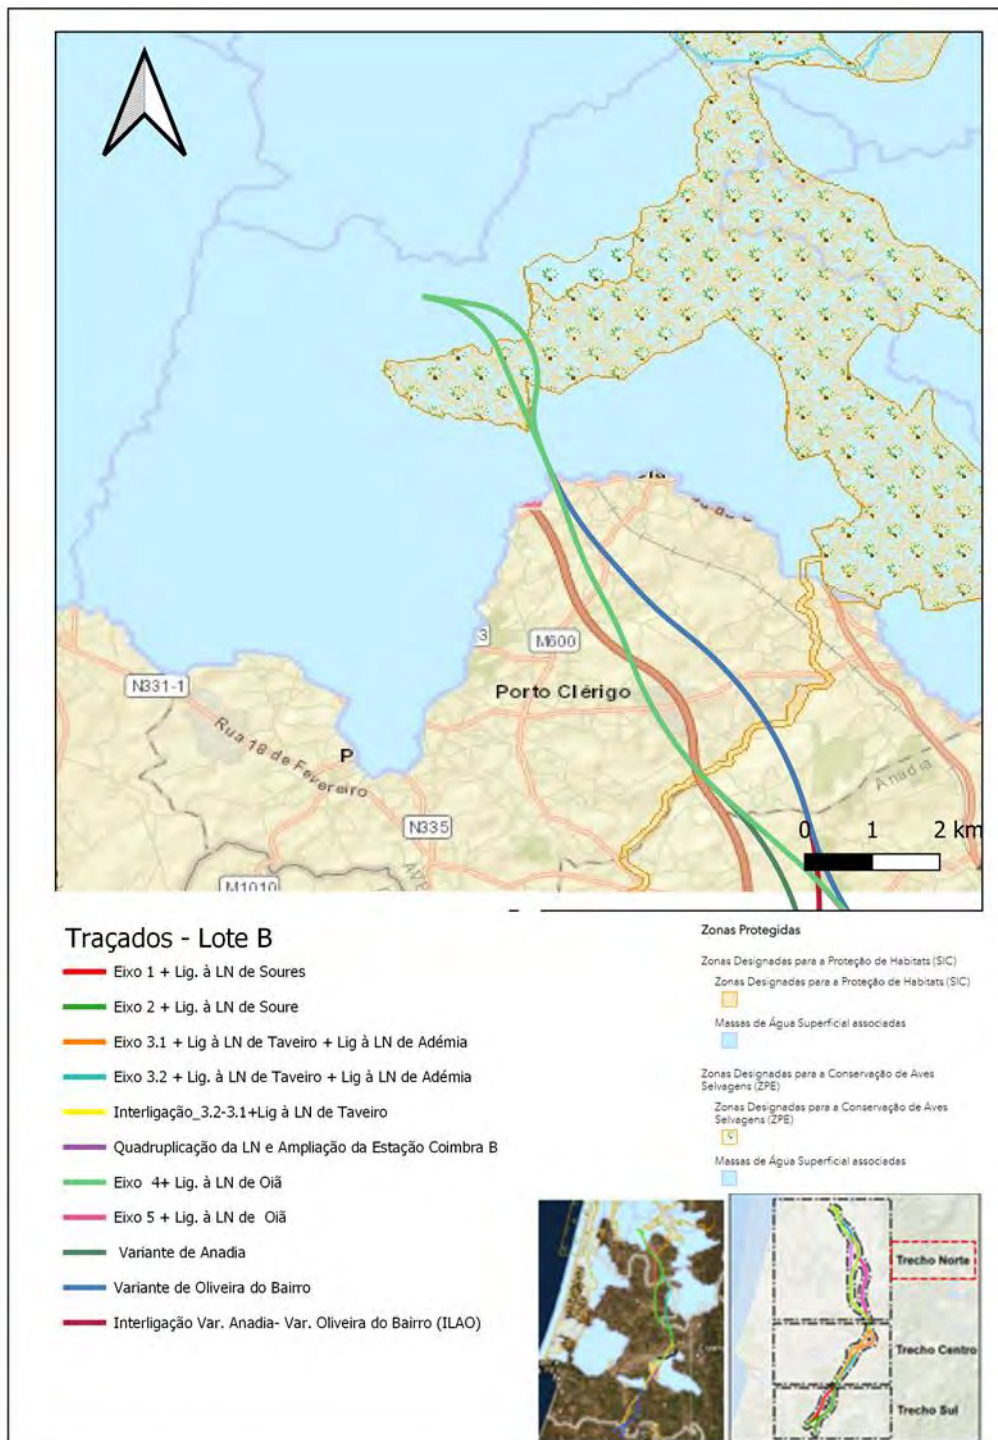 3
M600
N331-1
Porto Clérigo
Rua 18 de Fevereiro
P
Anadia
N335
0 1 2 km
M1010
Traçados - Lote B
Eixo 1 + Lig. à LN de Soures
Eixo 2 + Lig. à LN de Soure
Eixo 3.1 + Lig à LN de Taveiro + Lig à LN de Adémia
Eixo 3.2 + Lig. à LN de Taveiro + Lig à LN de Adémia
Interligação_3.2-3.1+Lig à LN de Taveiro
Quadruplicação da LN e Ampliação da Estação Coimbra B
Eixo 4+ Lig. à LN de Oiã
Eixo 5 + Lig. à LN de Oiã
Variante de Anadia
Variante de Oliveira do Bairro
Interligação Var. Anadia- Var. Oliveira do Bairro (ILAO)
Zonas Protegidas
Zonas Designadas para a Proteção de Habitats (SIC)
Zonas Designadas para a Proteção de Habitats (SIC)
Massas de Água Superficial associadas
Zonas Designadas para a Conservação de Aves
Selvagens (ZPE)
Zonas Designadas para a Conservação de Aves
Selvagens (ZPE)
Massas de Água Superficial associadas
Trecho Norte
Trecho Centro
Trecho Sul